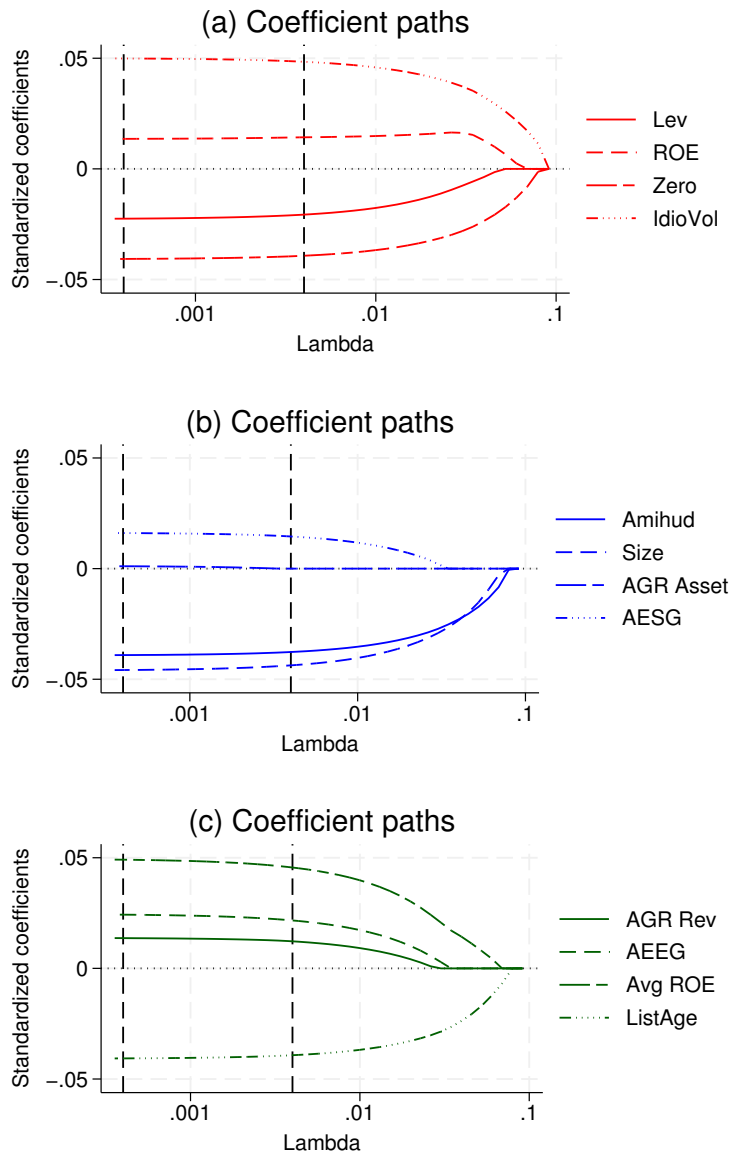 (a) Coefficient paths
Standardized coefficients
.05
0
−.05
.001
.01
.1
Lambda
Lev
ROE
Zero
IdioVol
(b) Coefficient paths
Standardized coefficients
.05
0
−.05
.001
.01
.1
Lambda
Amihud
Size
AGR Asset
AESG
(c) Coefficient paths
Standardized coefficients
.05
0
−.05
.001
.01
.1
Lambda
AGR Rev
AEEG
Avg ROE
ListAge